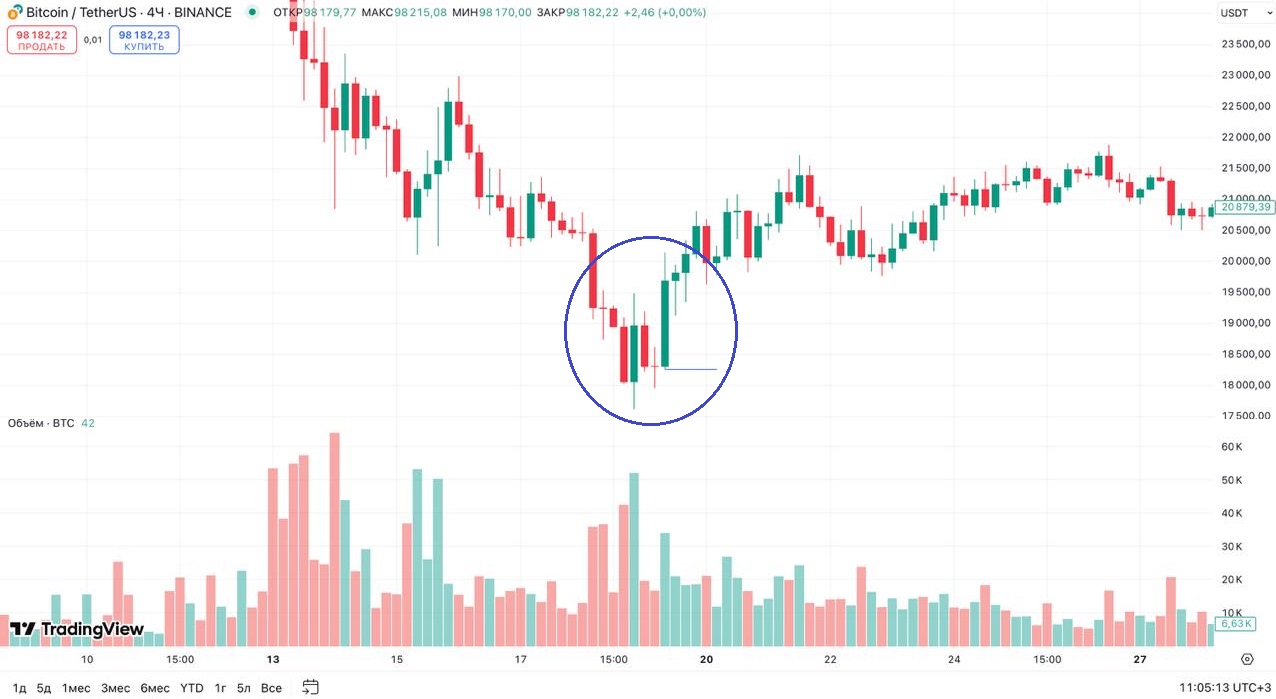 Bitcoin / TetherUS · 4Ч · BINANCE ОТКР98 179,77 МАКС98 215,08 МИН98 170,00 ЗАКР98 182,22 +2,46 (+0,00%)
USDT
98 182,22
ПРОДАТЬ
0,01
98 182,23
КУПИТЬ
23 500,00
23 000,00
22 500,00
22 000,00
21 500,00
21 000,00
20 879,39
20 500,00
20 000,00
19 500,00
19 000,00
18 500,00
18 000,00
17 500,00
Объём · BTC 42
60 K
50 K
40 K
30 K
20 K
10 K
6,63 K
TradingView
10 15:00 13 15 17 15:00 20 22 24 15:00 27
1д 5д 1мес 3мес 6мес YTD 1г 5л Все
11:05:13 UTC+3